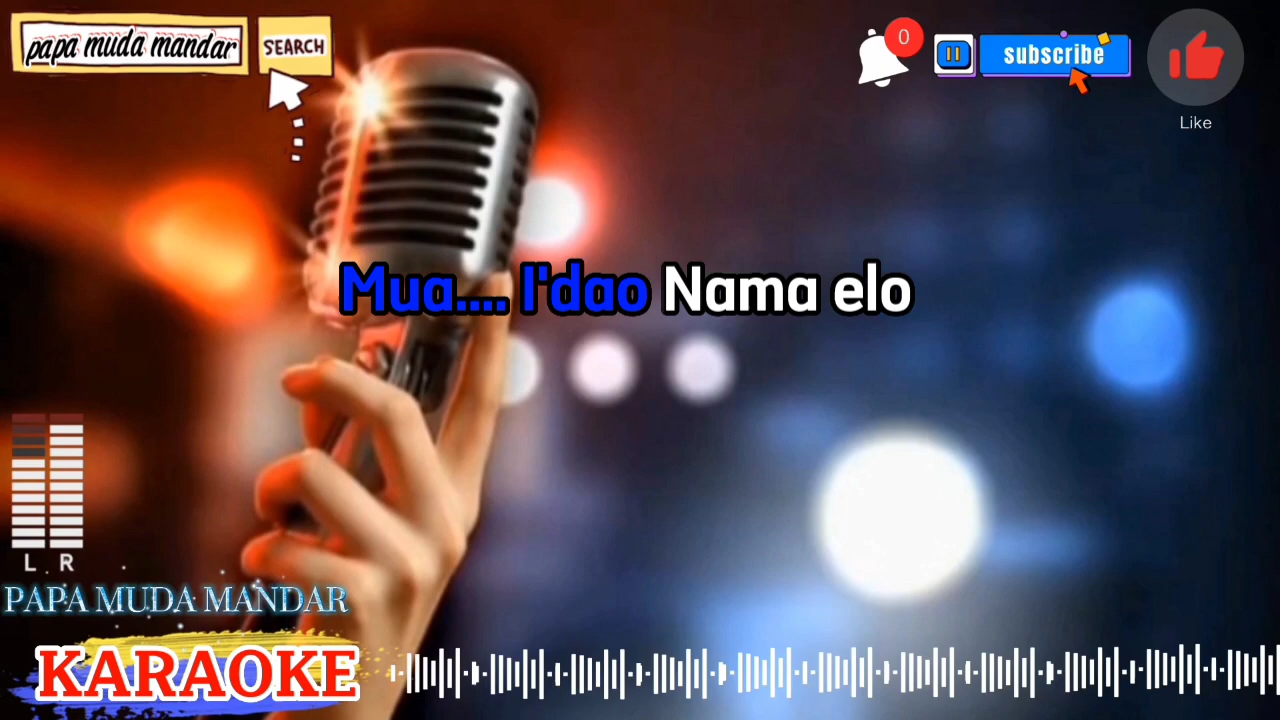 papa muda mandar
SEARCH
0
subscribe
Like
Mua.... I'dao Nama elo
L R
PAPA MUDA MANDAR
KARAOKE